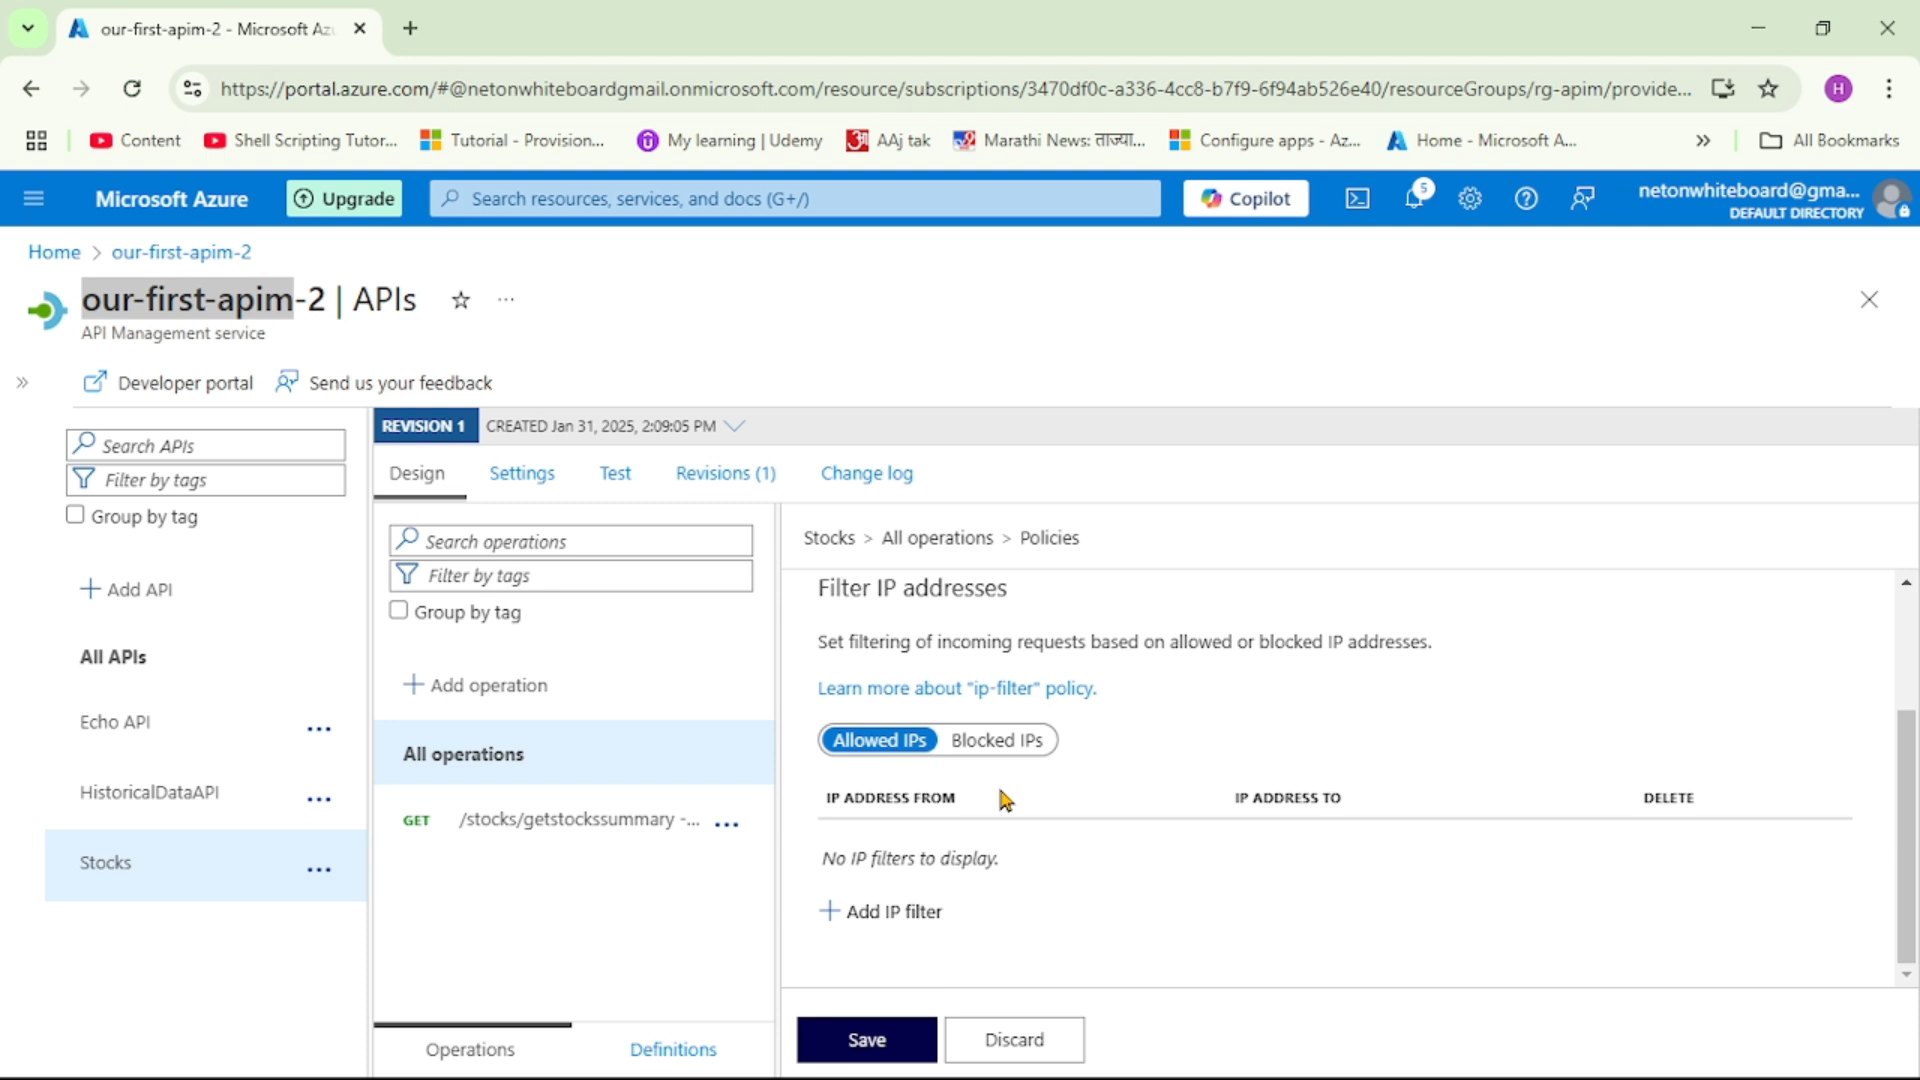 our-first-apim-2 - Microsoft Az
https://portal.azure.com/#@netonwhiteboardgmail.onmicrosoft.com/resource/subscriptions/3470df0c-a336-4cc8-b7f9-6f94ab526e40/resourceGroups/rg-apim/provide...
H
Content
Shell Scripting Tutor...
Tutorial - Provision...
My learning | Udemy
AAj tak
Marathi News: ताज्या...
Configure apps - Az...
Home - Microsoft A...
All Bookmarks
Microsoft Azure
Upgrade
Search resources, services, and docs (G+/)
Copilot
5
netonwhiteboard@gma...
DEFAULT DIRECTORY
Home > our-first-apim-2
our-first-apim-2 | APIs
API Management service
Developer portal
Send us your feedback
Search APIs
Filter by tags
Group by tag
Add API
All APIs
Echo API
HistoricalDataAPI
Stocks
REVISION 1
CREATED Jan 31, 2025, 2:09:05 PM
Design
Settings
Test
Revisions (1)
Change log
Search operations
Filter by tags
Group by tag
Add operation
All operations
GET /stocks/getstockssummary -...
Operations
Definitions
Stocks > All operations > Policies
Filter IP addresses
Set filtering of incoming requests based on allowed or blocked IP addresses.
Learn more about "ip-filter" policy.
Allowed IPs
Blocked IPs
IP ADDRESS FROM
IP ADDRESS TO
DELETE
No IP filters to display.
Add IP filter
Save
Discard